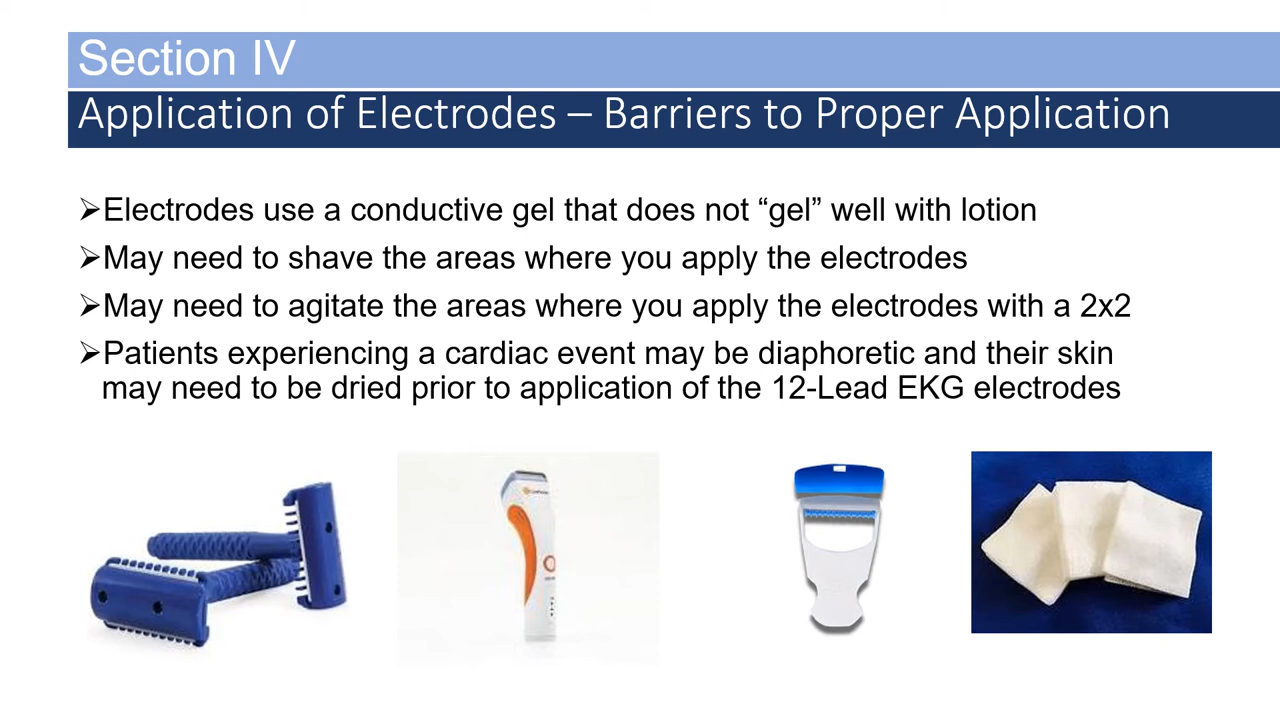 Section IV
Application of Electrodes – Barriers to Proper Application
➢Electrodes use a conductive gel that does not “gel” well with lotion
➢May need to shave the areas where you apply the electrodes
➢May need to agitate the areas where you apply the electrodes with a 2x2
➢Patients experiencing a cardiac event may be diaphoretic and their skin
may need to be dried prior to application of the 12-Lead EKG electrodes